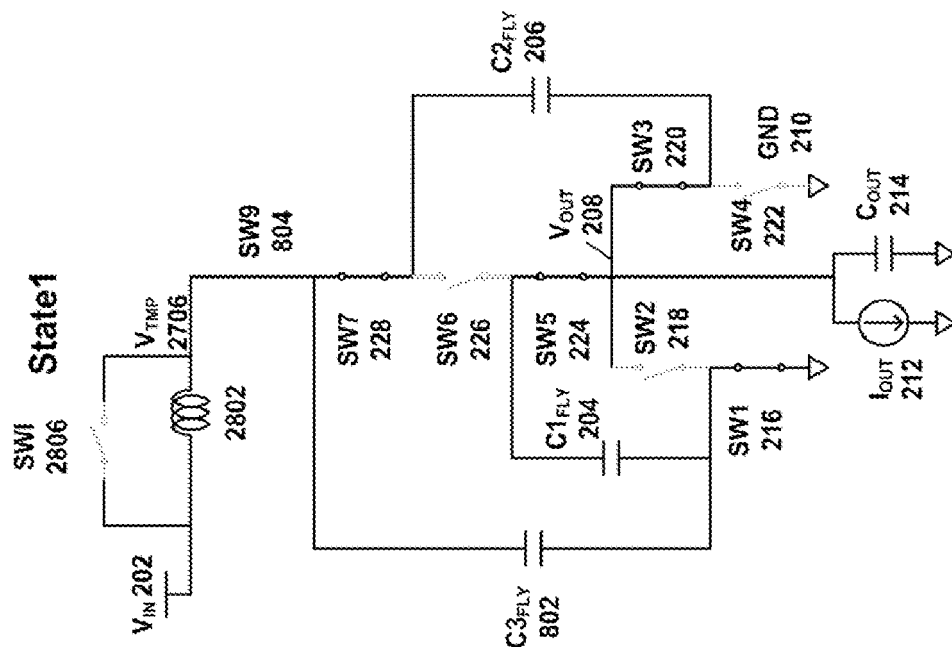 State1
SWI
2806
V_IN 202
V_TMP
2706
2802
SW9
804
C2_FLY
206
SW7
228
SW6
226
SW5
224
V_OUT
208
SW3
220
SW2
218
SW4
222
GND
210
C3_FLY
802
C1_FLY
204
SW1
216
I_OUT
212
C_OUT
214